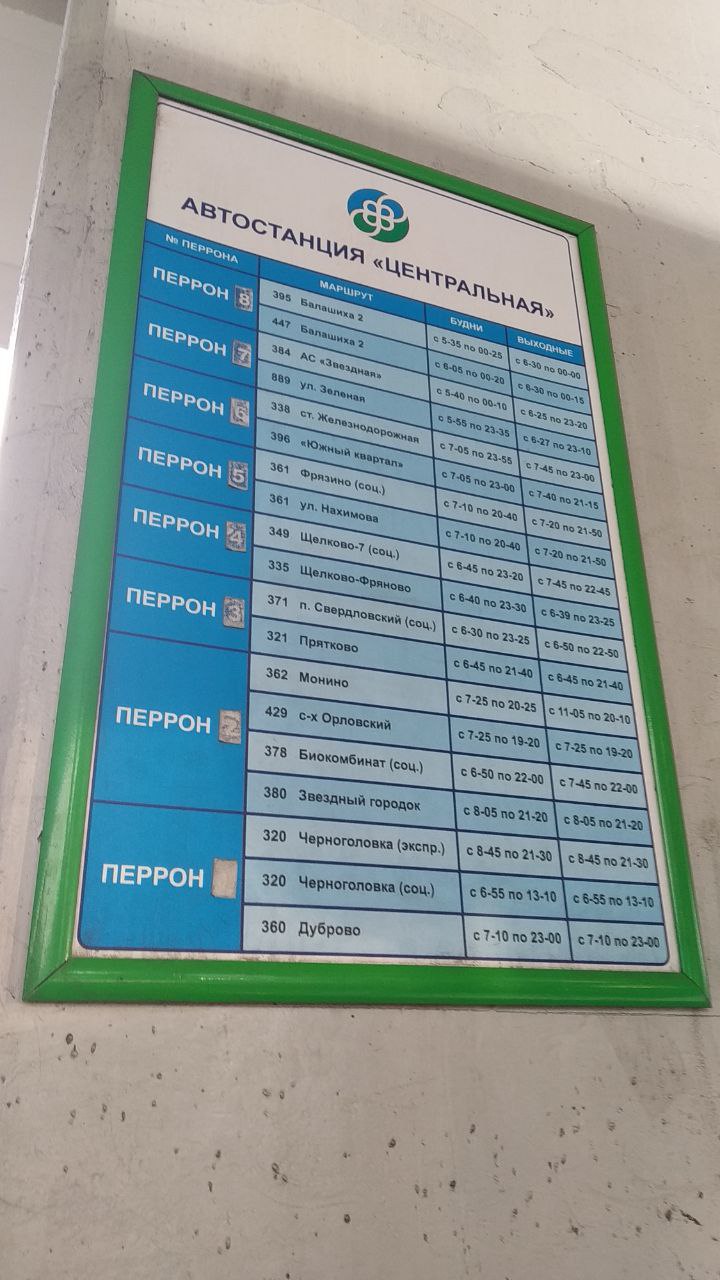 АВТОСТАНЦИЯ «ЦЕНТРАЛЬНАЯ»
№ ПЕРРОНА МАРШРУТ БУДНИ ВЫХОДНЫЕ
ПЕРРОН 8
395 Балашиха 2 с 5-35 по 00-25 с 6-30 по 00-00
447 Балашиха 2 с 6-05 по 00-20 с 6-30 по 00-15
ПЕРРОН 7
384 АС «Звездная» с 5-40 по 00-10 с 6-25 по 23-20
889 ул. Зеленая с 5-55 по 23-35 с 6-27 по 23-10
ПЕРРОН 6
338 ст. Железнодорожная с 7-05 по 23-55 с 7-45 по 23-00
396 «Южный квартал» с 7-05 по 23-00 с 7-40 по 21-15
ПЕРРОН 5
361 Фрязино (соц.) с 7-10 по 20-40 с 7-20 по 21-50
361 ул. Нахимова с 7-10 по 20-40 с 7-20 по 21-50
ПЕРРОН 4
349 Щелково-7 (соц.) с 6-45 по 23-20 с 7-45 по 22-45
335 Щелково-Фряново с 6-40 по 23-30 с 6-39 по 23-25
ПЕРРОН 3
371 п. Свердловский (соц.) с 6-30 по 23-25 с 6-50 по 22-50
321 Прятково с 6-45 по 21-40 с 6-45 по 21-40
ПЕРРОН 2
362 Монино с 7-25 по 20-25 с 11-05 по 20-10
429 с-х Орловский с 7-25 по 19-20 с 7-25 по 19-20
378 Биокомбинат (соц.) с 6-50 по 22-00 с 7-45 по 22-00
380 Звездный городок с 8-05 по 21-20 с 8-05 по 21-20
ПЕРРОН
320 Черноголовка (экспр.) с 8-45 по 21-30 с 8-45 по 21-30
320 Черноголовка (соц.) с 6-55 по 13-10 с 6-55 по 13-10
360 Дуброво с 7-10 по 23-00 с 7-10 по 23-00